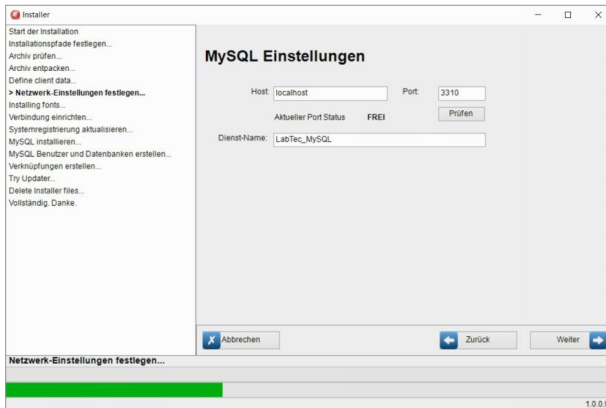 Installer
Start der Installation
Installationspfade festlegen...
Archiv prüfen...
Archiv entpacken...
Define client data...
> Netzwerk-Einstellungen festlegen...
Installing fonts...
Verbindung einrichten...
Systemregistrierung aktualisieren...
MySQL installieren...
MySQL Benutzer und Datenbanken erstellen...
Verknüpfungen erstellen...
Try Updater...
Delete Installer files...
Vollständig. Danke.
MySQL Einstellungen
Host: localhost Port: 3310
Aktueller Port Status FREI Prüfen
Dienst-Name: LabTec_MySQL
Abbrechen Zurück Weiter
Netzwerk-Einstellungen festlegen...